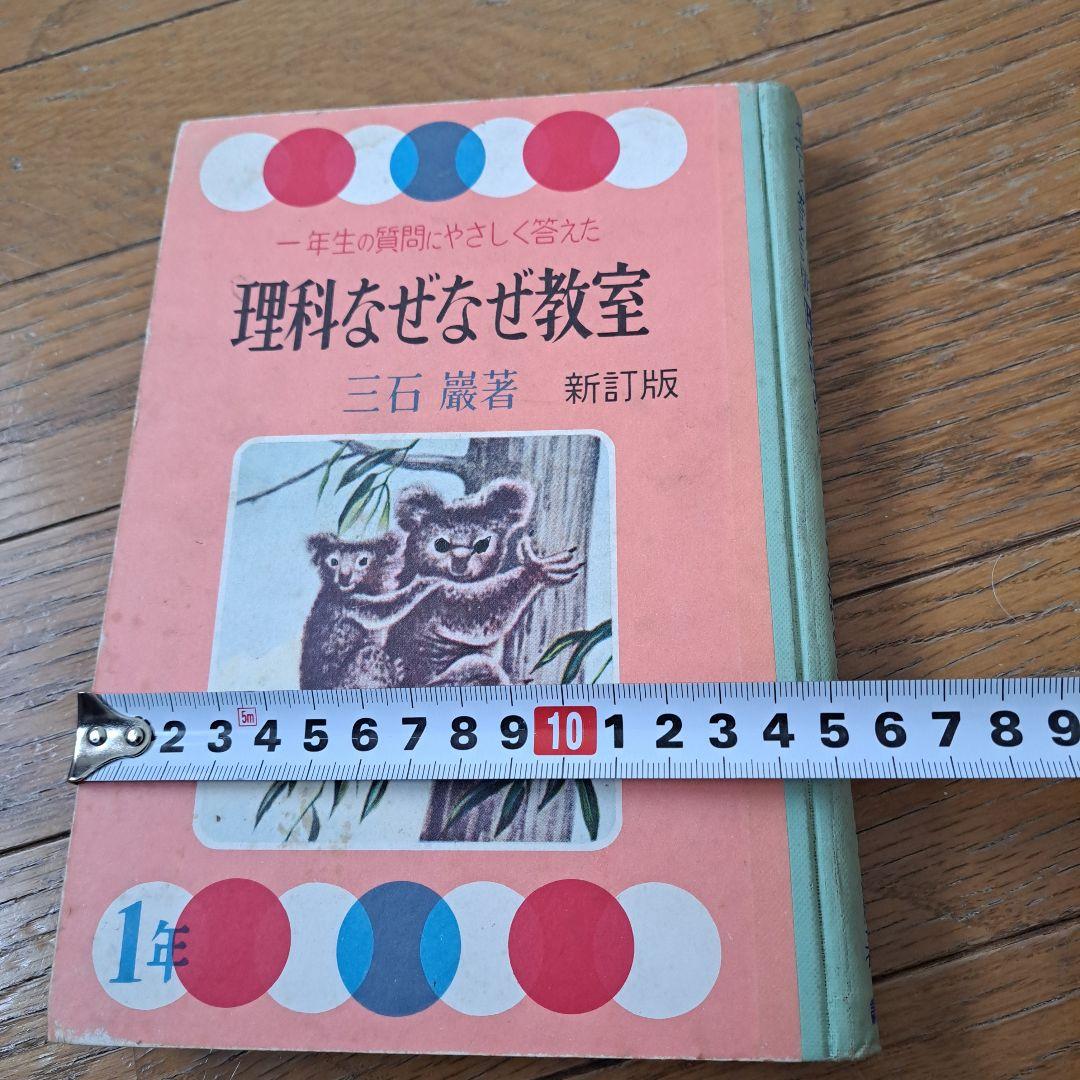 一年生の質問にやさしく答えた
理科なぜなぜ教室
三石 巌著 新訂版
2 3 5m 4 5 6 7 8 9 10 1 2 3 4 5 6 7 8 9
1年